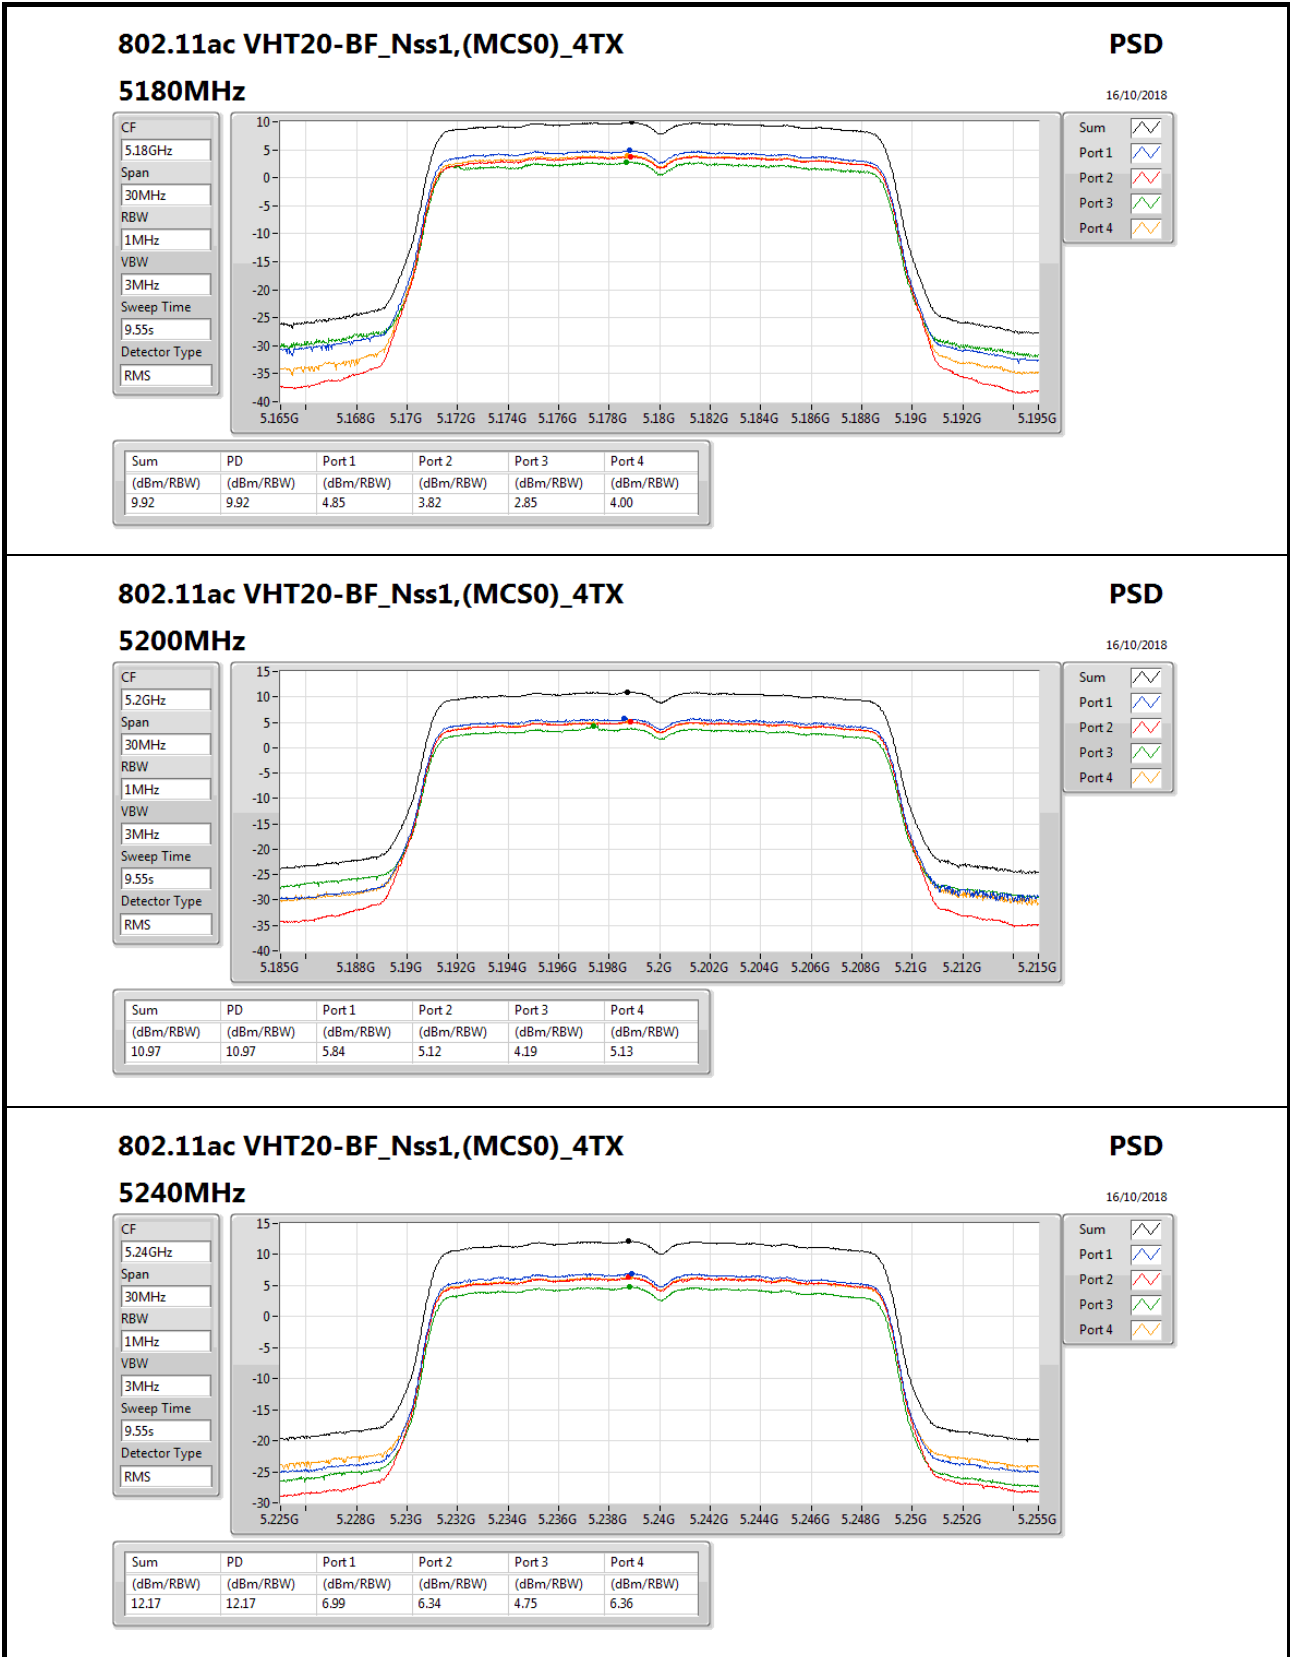 802.11ac VHT20-BF_Nss1,(MCS0)_4TX PSD
5180MHz 16/10/2018
CF
5.18GHz
Span
30MHz
RBW
1MHz
VBW
3MHz
Sweep Time
9.55s
Detector Type
RMS
10
5
0
-5
-10
-15
-20
-25
-30
-35
-40
5.165G 5.168G 5.17G 5.172G 5.174G 5.176G 5.178G 5.18G 5.182G 5.184G 5.186G 5.188G 5.19G 5.192G 5.195G
Sum
Port 1
Port 2
Port 3
Port 4
Sum PD Port 1 Port 2 Port 3 Port 4
(dBm/RBW) (dBm/RBW) (dBm/RBW) (dBm/RBW) (dBm/RBW) (dBm/RBW)
9.92 9.92 4.85 3.82 2.85 4.00
802.11ac VHT20-BF_Nss1,(MCS0)_4TX PSD
5200MHz 16/10/2018
CF
5.2GHz
Span
30MHz
RBW
1MHz
VBW
3MHz
Sweep Time
9.55s
Detector Type
RMS
15
10
5
0
-5
-10
-15
-20
-25
-30
-35
-40
5.185G 5.188G 5.19G 5.192G 5.194G 5.196G 5.198G 5.2G 5.202G 5.204G 5.206G 5.208G 5.21G 5.212G 5.215G
Sum
Port 1
Port 2
Port 3
Port 4
Sum PD Port 1 Port 2 Port 3 Port 4
(dBm/RBW) (dBm/RBW) (dBm/RBW) (dBm/RBW) (dBm/RBW) (dBm/RBW)
10.97 10.97 5.84 5.12 4.19 5.13
802.11ac VHT20-BF_Nss1,(MCS0)_4TX PSD
5240MHz 16/10/2018
CF
5.24GHz
Span
30MHz
RBW
1MHz
VBW
3MHz
Sweep Time
9.55s
Detector Type
RMS
15
10
5
0
-5
-10
-15
-20
-25
-30
5.225G 5.228G 5.23G 5.232G 5.234G 5.236G 5.238G 5.24G 5.242G 5.244G 5.246G 5.248G 5.25G 5.252G 5.255G
Sum
Port 1
Port 2
Port 3
Port 4
Sum PD Port 1 Port 2 Port 3 Port 4
(dBm/RBW) (dBm/RBW) (dBm/RBW) (dBm/RBW) (dBm/RBW) (dBm/RBW)
12.17 12.17 6.99 6.34 4.75 6.36